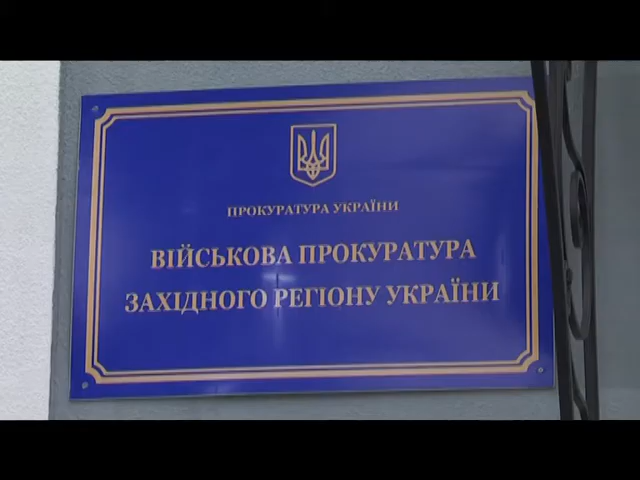 ПРОКУРАТУРА УКРАЇНИ
ВІЙСЬКОВА ПРОКУРАТУРА
ЗАХІДНОГО РЕГІОНУ УКРАЇНИ